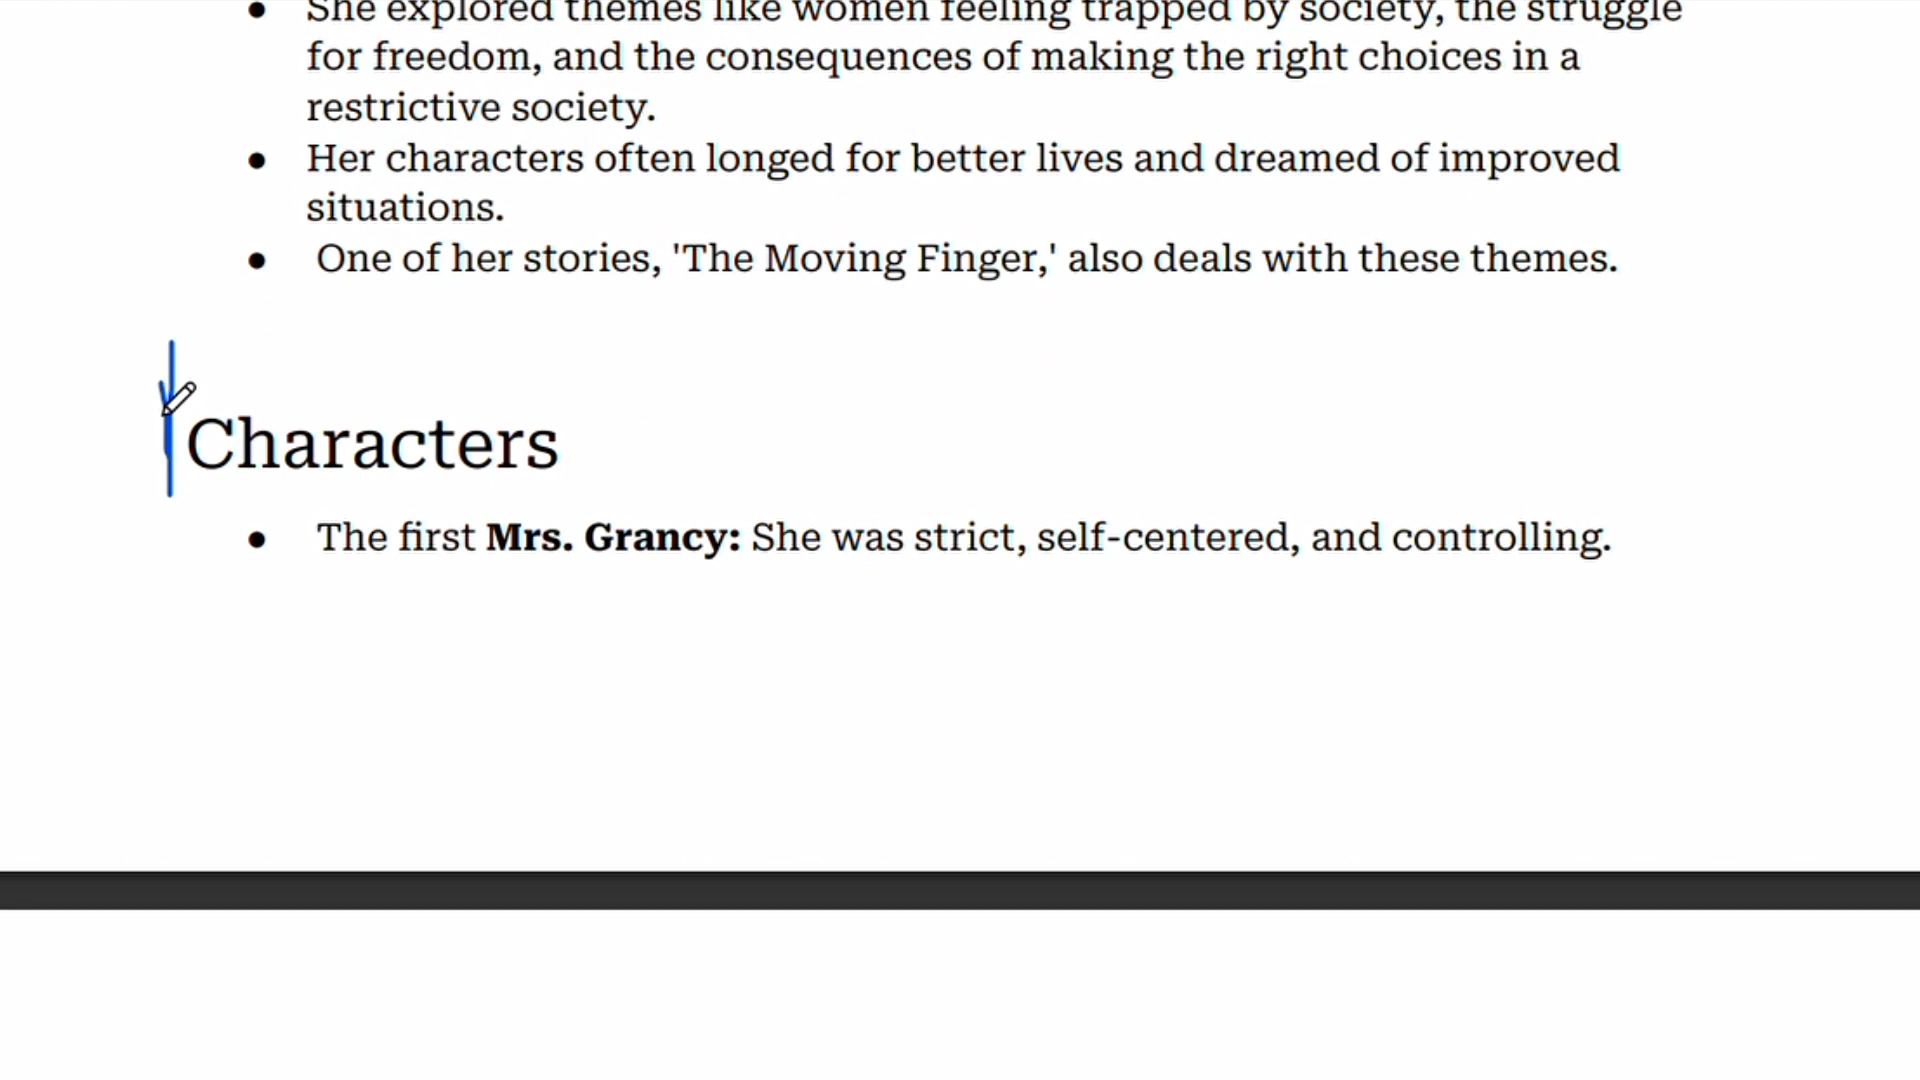 ● She explored themes like women feeling trapped by society, the struggle
for freedom, and the consequences of making the right choices in a
restrictive society.
● Her characters often longed for better lives and dreamed of improved
situations.
● One of her stories, 'The Moving Finger,' also deals with these themes.
Characters
● The first Mrs. Grancy: She was strict, self-centered, and controlling.